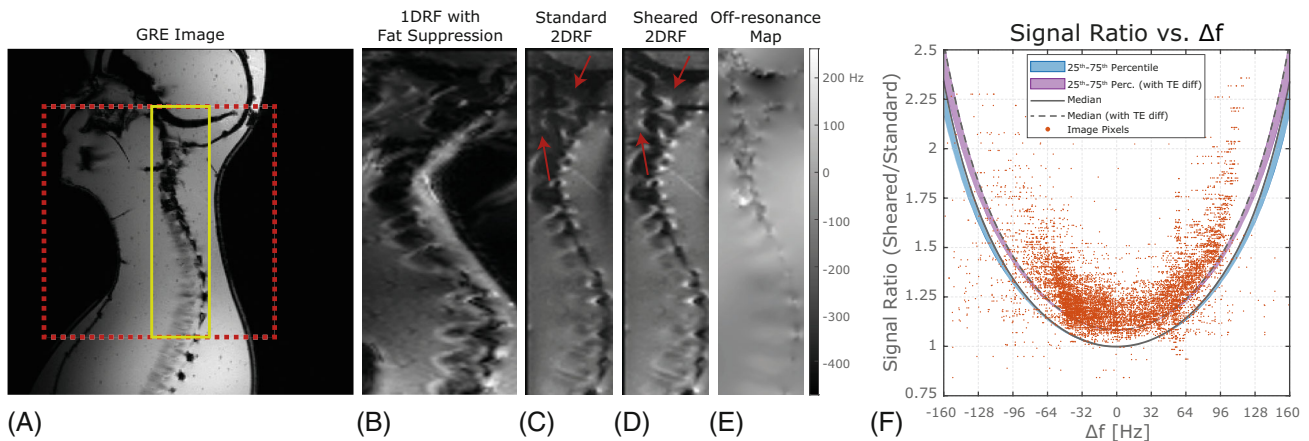 GRE Image
1DRF with
Fat Suppression
Standard
2DRF
Sheared
2DRF
Off-resonance
Map
200 Hz
100
0
-100
-200
-300
-400
(A)
(B)
(C)
(D)
(E)
(F)
Signal Ratio vs. Δf
25th-75th Percentile
25th-75th Perc. (with TE diff)
Median
Median (with TE diff)
Image Pixels
Signal Ratio (Sheared/Standard)
2.5
2.25
2
1.75
1.5
1.25
1
0.75
-160 -128 -96 -64 -32 0 32 64 96 128 160
Δf [Hz]